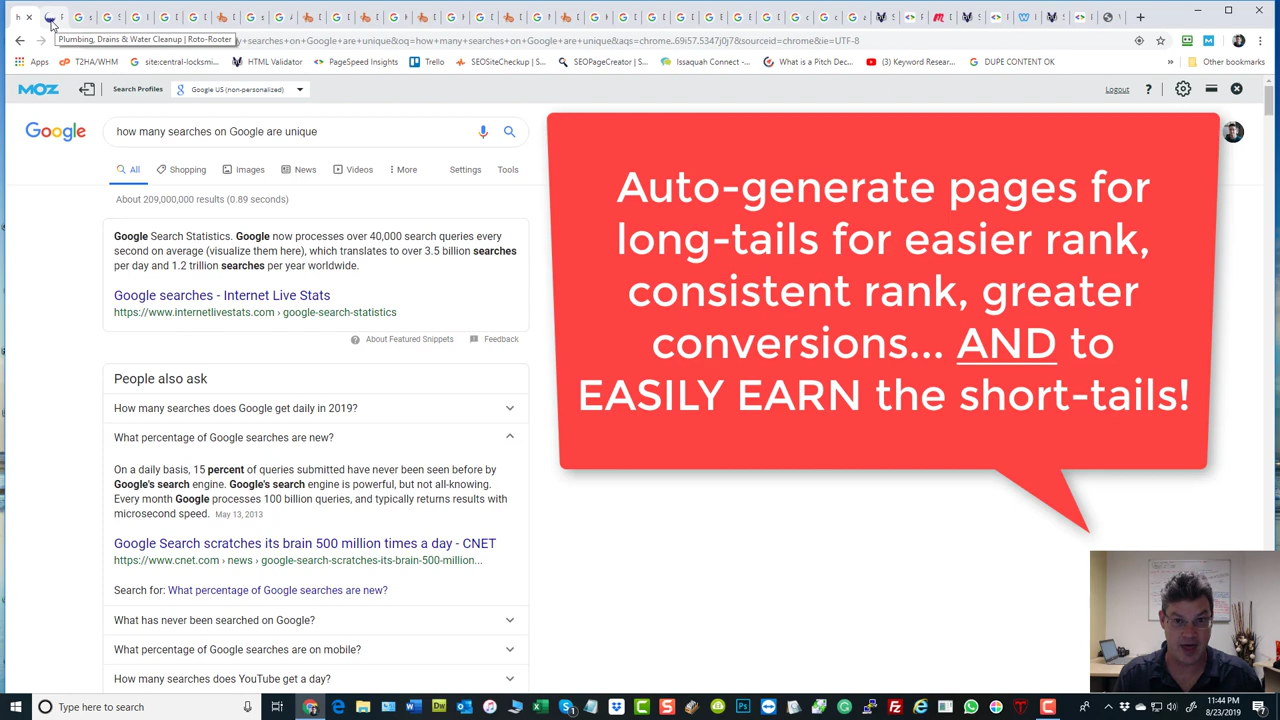 h
Plumbing, Drains & Water Cleanup | Roto-Rooter
y searches on Google are unique&oq=how many+searches+on+Google+are+unique&aqs=chrome..69i57.5347j0j7&sourceid=chrome&ie=UTF-8
Apps
T2HA/WHM
site:central-locksmi...
HTML Validator
PageSpeed Insights
Trello
SEOSiteCheckup | T...
SEOPageCreator | S...
Issaquah Connect -...
What is a Pitch Dec...
(3) Keyword Resear...
DUPE CONTENT OK
»
Other bookmarks
MOZ
Search Profiles
Google US (non-personalized)
Logout
?
Google
how many searches on Google are unique
All
Shopping
Images
News
Videos
More
Settings
Tools
About 209,000,000 results (0.89 seconds)
Google Search Statistics. Google now processes over 40,000 search queries every
second on average (visualize them here), which translates to over 3.5 billion searches
per day and 1.2 trillion searches per year worldwide.
Google searches - Internet Live Stats
https://www.internetlivestats.com › google-search-statistics
About Featured Snippets
Feedback
People also ask
How many searches does Google get daily in 2019?
What percentage of Google searches are new?
On a daily basis, 15 percent of queries submitted have never been seen before by
Google's search engine. Google's search engine is powerful, but not all-knowing.
Every month Google processes 100 billion queries, and typically returns results with
microsecond speed. May 13, 2013
Google Search scratches its brain 500 million times a day - CNET
https://www.cnet.com › news › google-search-scratches-its-brain-500-million...
Search for: What percentage of Google searches are new?
What has never been searched on Google?
What percentage of Google searches are on mobile?
How many searches does YouTube get a day?
Auto-generate pages for
long-tails for easier rank,
consistent rank, greater
conversions... AND to
EASILY EARN the short-tails!
Type here to search
11:44 PM
8/23/2019